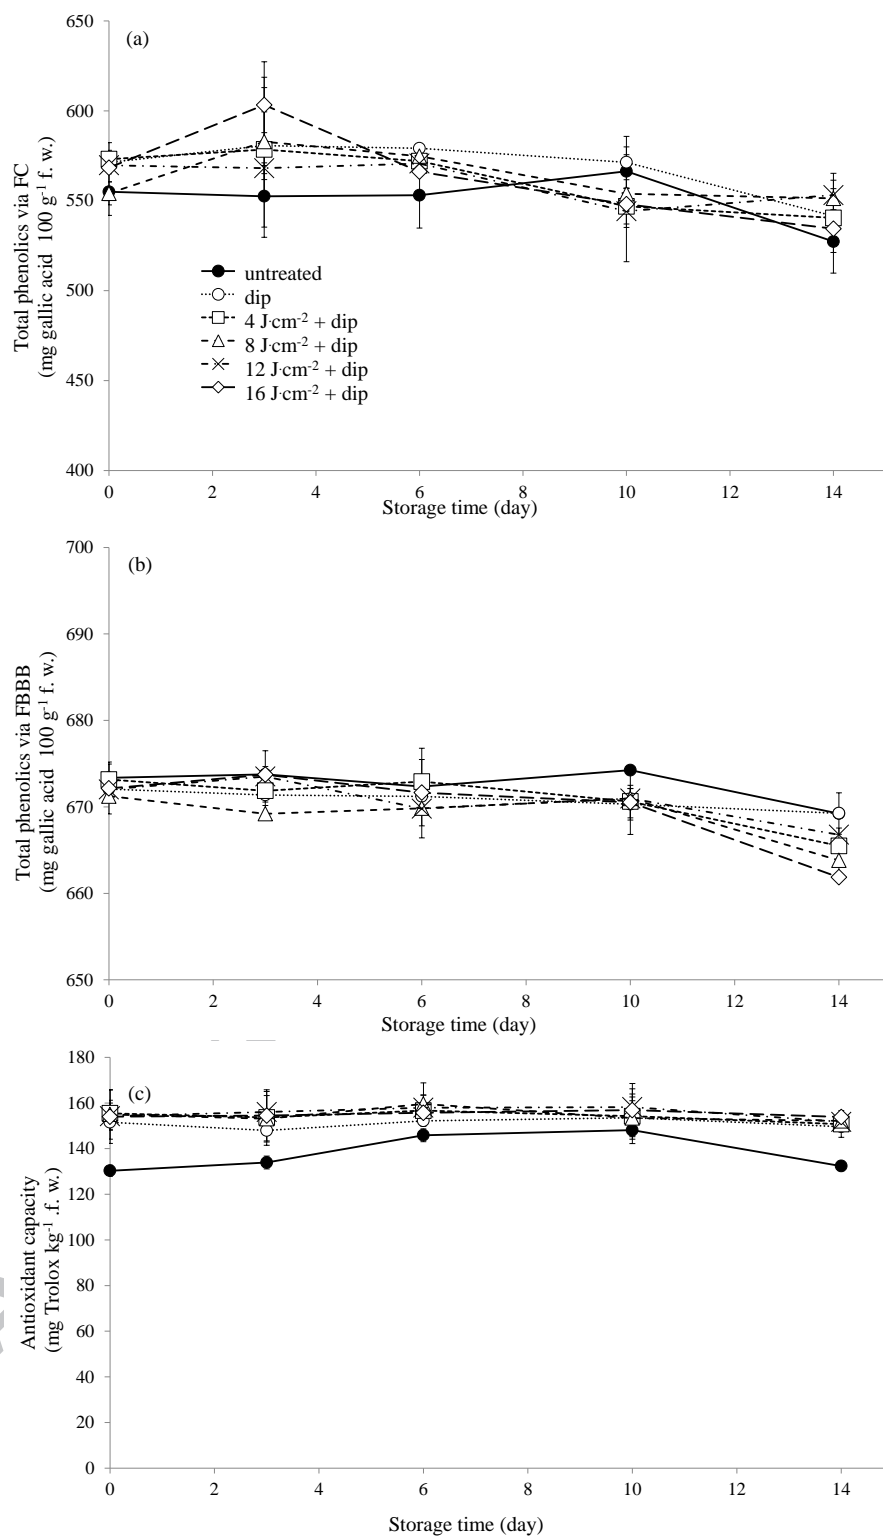 (a)
650
600
550
500
450
400
Total phenolics via FC
(mg gallic acid 100 g⁻¹ f. w.)
untreated
dip
4 J·cm⁻² + dip
8 J·cm⁻² + dip
12 J·cm⁻² + dip
16 J·cm⁻² + dip
0 2 4 6 8 10 12 14
Storage time (day)
(b)
700
690
680
670
660
650
Total phenolics via FBBB
(mg gallic acid 100 g⁻¹ f. w.)
0 2 4 6 8 10 12 14
Storage time (day)
(c)
180
160
140
120
100
80
60
40
20
0
Antioxidant capacity
(mg Trolox kg⁻¹ .f. w.)
0 2 4 6 8 10 12 14
Storage time (day)